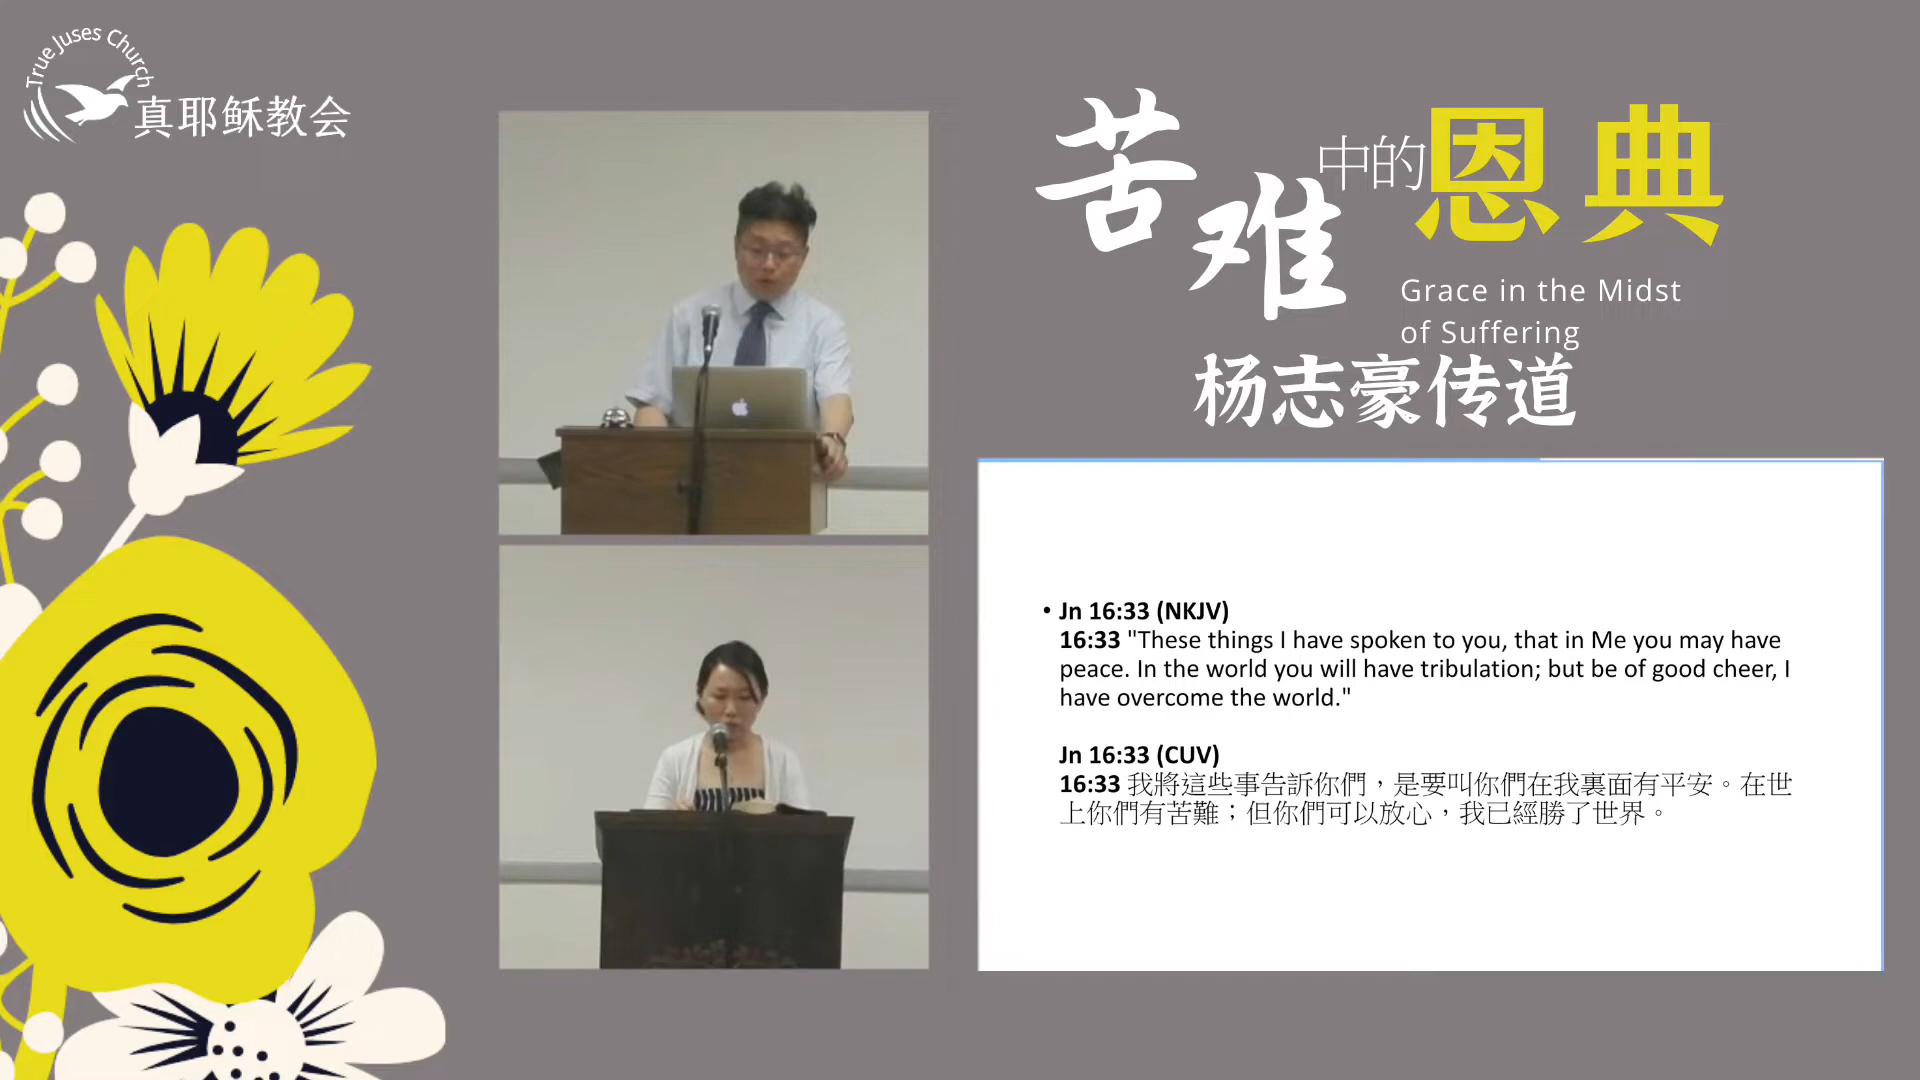 True Juses Church
真耶稣教会
苦难中的恩典
Grace in the Midst
of Suffering
杨志豪传道
• Jn 16:33 (NKJV)
16:33 "These things I have spoken to you, that in Me you may have
peace. In the world you will have tribulation; but be of good cheer, I
have overcome the world."
Jn 16:33 (CUV)
16:33 我將這些事告訴你們，是要叫你們在我裏面有平安。在世
上你們有苦難；但你們可以放心，我已經勝了世界。